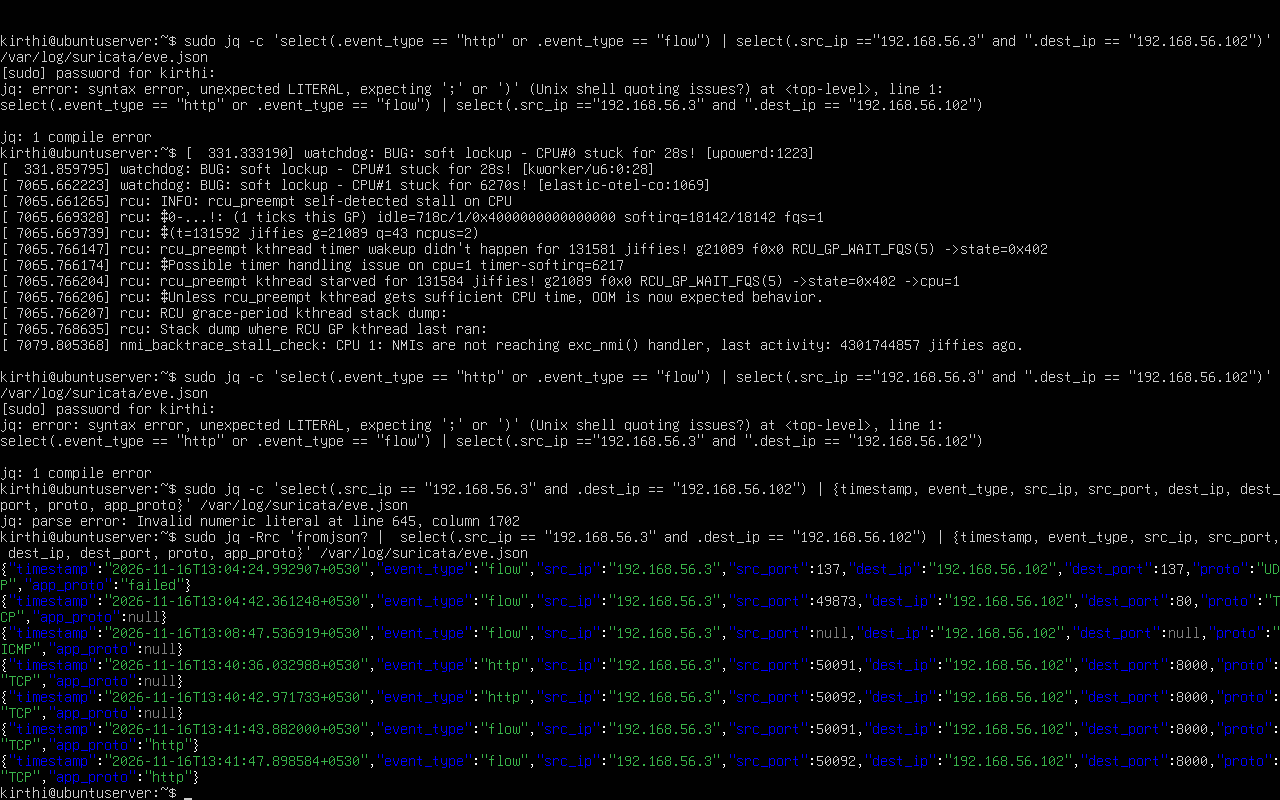 kirthi@ubuntuserver:~$ sudo jq -c 'select(.event_type == "http" or .event_type == "flow") | select(.src_ip =="192.168.56.3" and ".dest_ip == "192.168.56.102")'
/var/log/suricata/eve.json
[sudo] password for kirthi:
jq: error: syntax error, unexpected LITERAL, expecting ';' or ')' (Unix shell quoting issues?) at <top-level>, line 1:
select(.event_type == "http" or .event_type == "flow") | select(.src_ip =="192.168.56.3" and ".dest_ip == "192.168.56.102")
jq: 1 compile error
kirthi@ubuntuserver:~$ [  331.333190] watchdog: BUG: soft lockup - CPU#0 stuck for 28s! [upowerd:1223]
[  331.859795] watchdog: BUG: soft lockup - CPU#1 stuck for 28s! [kworker/u6:0:28]
[ 7065.662223] watchdog: BUG: soft lockup - CPU#1 stuck for 6270s! [elastic-otel-co:1069]
[ 7065.661265] rcu: INFO: rcu_preempt self-detected stall on CPU
[ 7065.669328] rcu: ‡0-...!: (1 ticks this GP) idle=718c/1/0x4000000000000000 softirq=18142/18142 fqs=1
[ 7065.669739] rcu: ‡(t=131592 jiffies g=21089 q=43 ncpus=2)
[ 7065.766147] rcu: rcu_preempt kthread timer wakeup didn't happen for 131581 jiffies! g21089 f0x0 RCU_GP_WAIT_FQS(5) ->state=0x402
[ 7065.766174] rcu: ‡Possible timer handling issue on cpu=1 timer-softirq=6217
[ 7065.766204] rcu: rcu_preempt kthread starved for 131584 jiffies! g21089 f0x0 RCU_GP_WAIT_FQS(5) ->state=0x402 ->cpu=1
[ 7065.766206] rcu: ‡Unless rcu_preempt kthread gets sufficient CPU time, OOM is now expected behavior.
[ 7065.766207] rcu: RCU grace-period kthread stack dump:
[ 7065.768635] rcu: Stack dump where RCU GP kthread last ran:
[ 7079.805368] nmi_backtrace_stall_check: CPU 1: NMIs are not reaching exc_nmi() handler, last activity: 4301744857 jiffies ago.
kirthi@ubuntuserver:~$ sudo jq -c 'select(.event_type == "http" or .event_type == "flow") | select(.src_ip =="192.168.56.3" and ".dest_ip == "192.168.56.102")'
/var/log/suricata/eve.json
[sudo] password for kirthi:
jq: error: syntax error, unexpected LITERAL, expecting ';' or ')' (Unix shell quoting issues?) at <top-level>, line 1:
select(.event_type == "http" or .event_type == "flow") | select(.src_ip =="192.168.56.3" and ".dest_ip == "192.168.56.102")
jq: 1 compile error
kirthi@ubuntuserver:~$ sudo jq -c 'select(.src_ip == "192.168.56.3" and .dest_ip == "192.168.56.102") | {timestamp, event_type, src_ip, src_port, dest_ip, dest_
port, proto, app_proto}' /var/log/suricata/eve.json
jq: parse error: Invalid numeric literal at line 645, column 1702
kirthi@ubuntuserver:~$ sudo jq -Rrc 'fromjson? |  select(.src_ip == "192.168.56.3" and .dest_ip == "192.168.56.102") | {timestamp, event_type, src_ip, src_port,
 dest_ip, dest_port, proto, app_proto}' /var/log/suricata/eve.json
{"timestamp":"2026-11-16T13:04:24.992907+0530","event_type":"flow","src_ip":"192.168.56.3","src_port":137,"dest_ip":"192.168.56.102","dest_port":137,"proto":"UD
P","app_proto":"failed"}
{"timestamp":"2026-11-16T13:04:42.361248+0530","event_type":"flow","src_ip":"192.168.56.3","src_port":49873,"dest_ip":"192.168.56.102","dest_port":80,"proto":"T
CP","app_proto":null}
{"timestamp":"2026-11-16T13:08:47.536919+0530","event_type":"flow","src_ip":"192.168.56.3","src_port":null,"dest_ip":"192.168.56.102","dest_port":null,"proto":"
ICMP","app_proto":null}
{"timestamp":"2026-11-16T13:40:36.032988+0530","event_type":"http","src_ip":"192.168.56.3","src_port":50091,"dest_ip":"192.168.56.102","dest_port":8000,"proto":
"TCP","app_proto":null}
{"timestamp":"2026-11-16T13:40:42.971733+0530","event_type":"http","src_ip":"192.168.56.3","src_port":50092,"dest_ip":"192.168.56.102","dest_port":8000,"proto":
"TCP","app_proto":null}
{"timestamp":"2026-11-16T13:41:43.882000+0530","event_type":"flow","src_ip":"192.168.56.3","src_port":50091,"dest_ip":"192.168.56.102","dest_port":8000,"proto":
"TCP","app_proto":"http"}
{"timestamp":"2026-11-16T13:41:47.898584+0530","event_type":"flow","src_ip":"192.168.56.3","src_port":50092,"dest_ip":"192.168.56.102","dest_port":8000,"proto":
"TCP","app_proto":"http"}
kirthi@ubuntuserver:~$ _